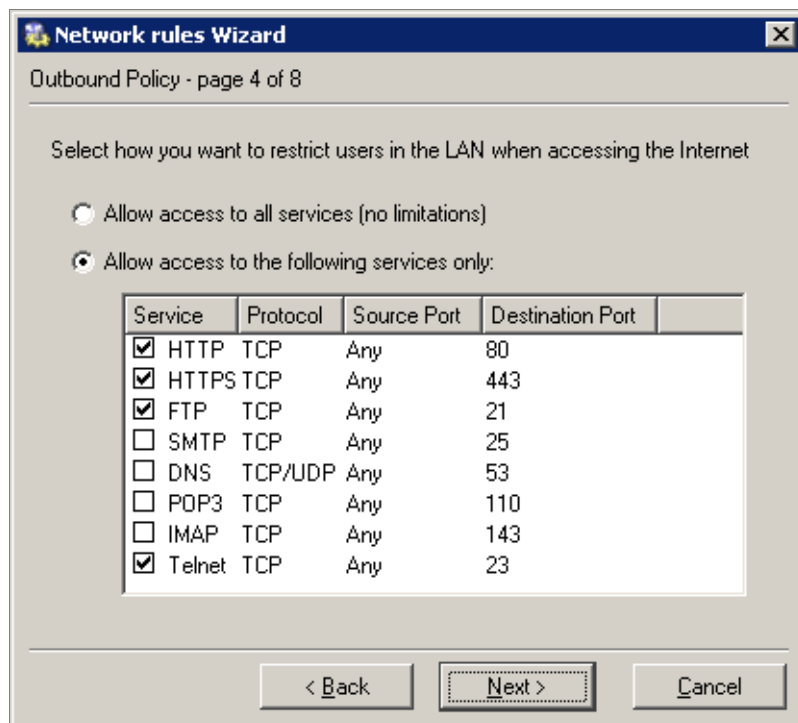 Network rules Wizard
Outbound Policy - page 4 of 8
Select how you want to restrict users in the LAN when accessing the Internet
Allow access to all services (no limitations)
Allow access to the following services only:
Service Protocol Source Port Destination Port
HTTP TCP Any 80
HTTPS TCP Any 443
FTP TCP Any 21
SMTP TCP Any 25
DNS TCP/UDP Any 53
POP3 TCP Any 110
IMAP TCP Any 143
Telnet TCP Any 23
< Back Next > Cancel